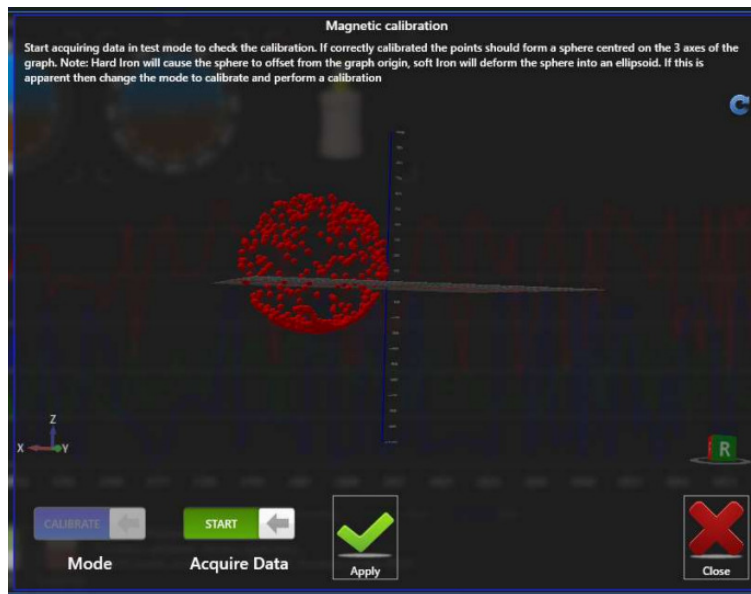 Magnetic calibration
Start acquiring data in test mode to check the calibration. If correctly calibrated the points should form a sphere centred on the 3 axes of the
graph. Note: Hard Iron will cause the sphere to offset from the graph origin, soft Iron will deform the sphere into an ellipsoid. If this is
apparent then change the mode to calibrate and perform a calibration
Z
X
Y
R
CALIBRATE
START
Mode
Acquire Data
Apply
Close